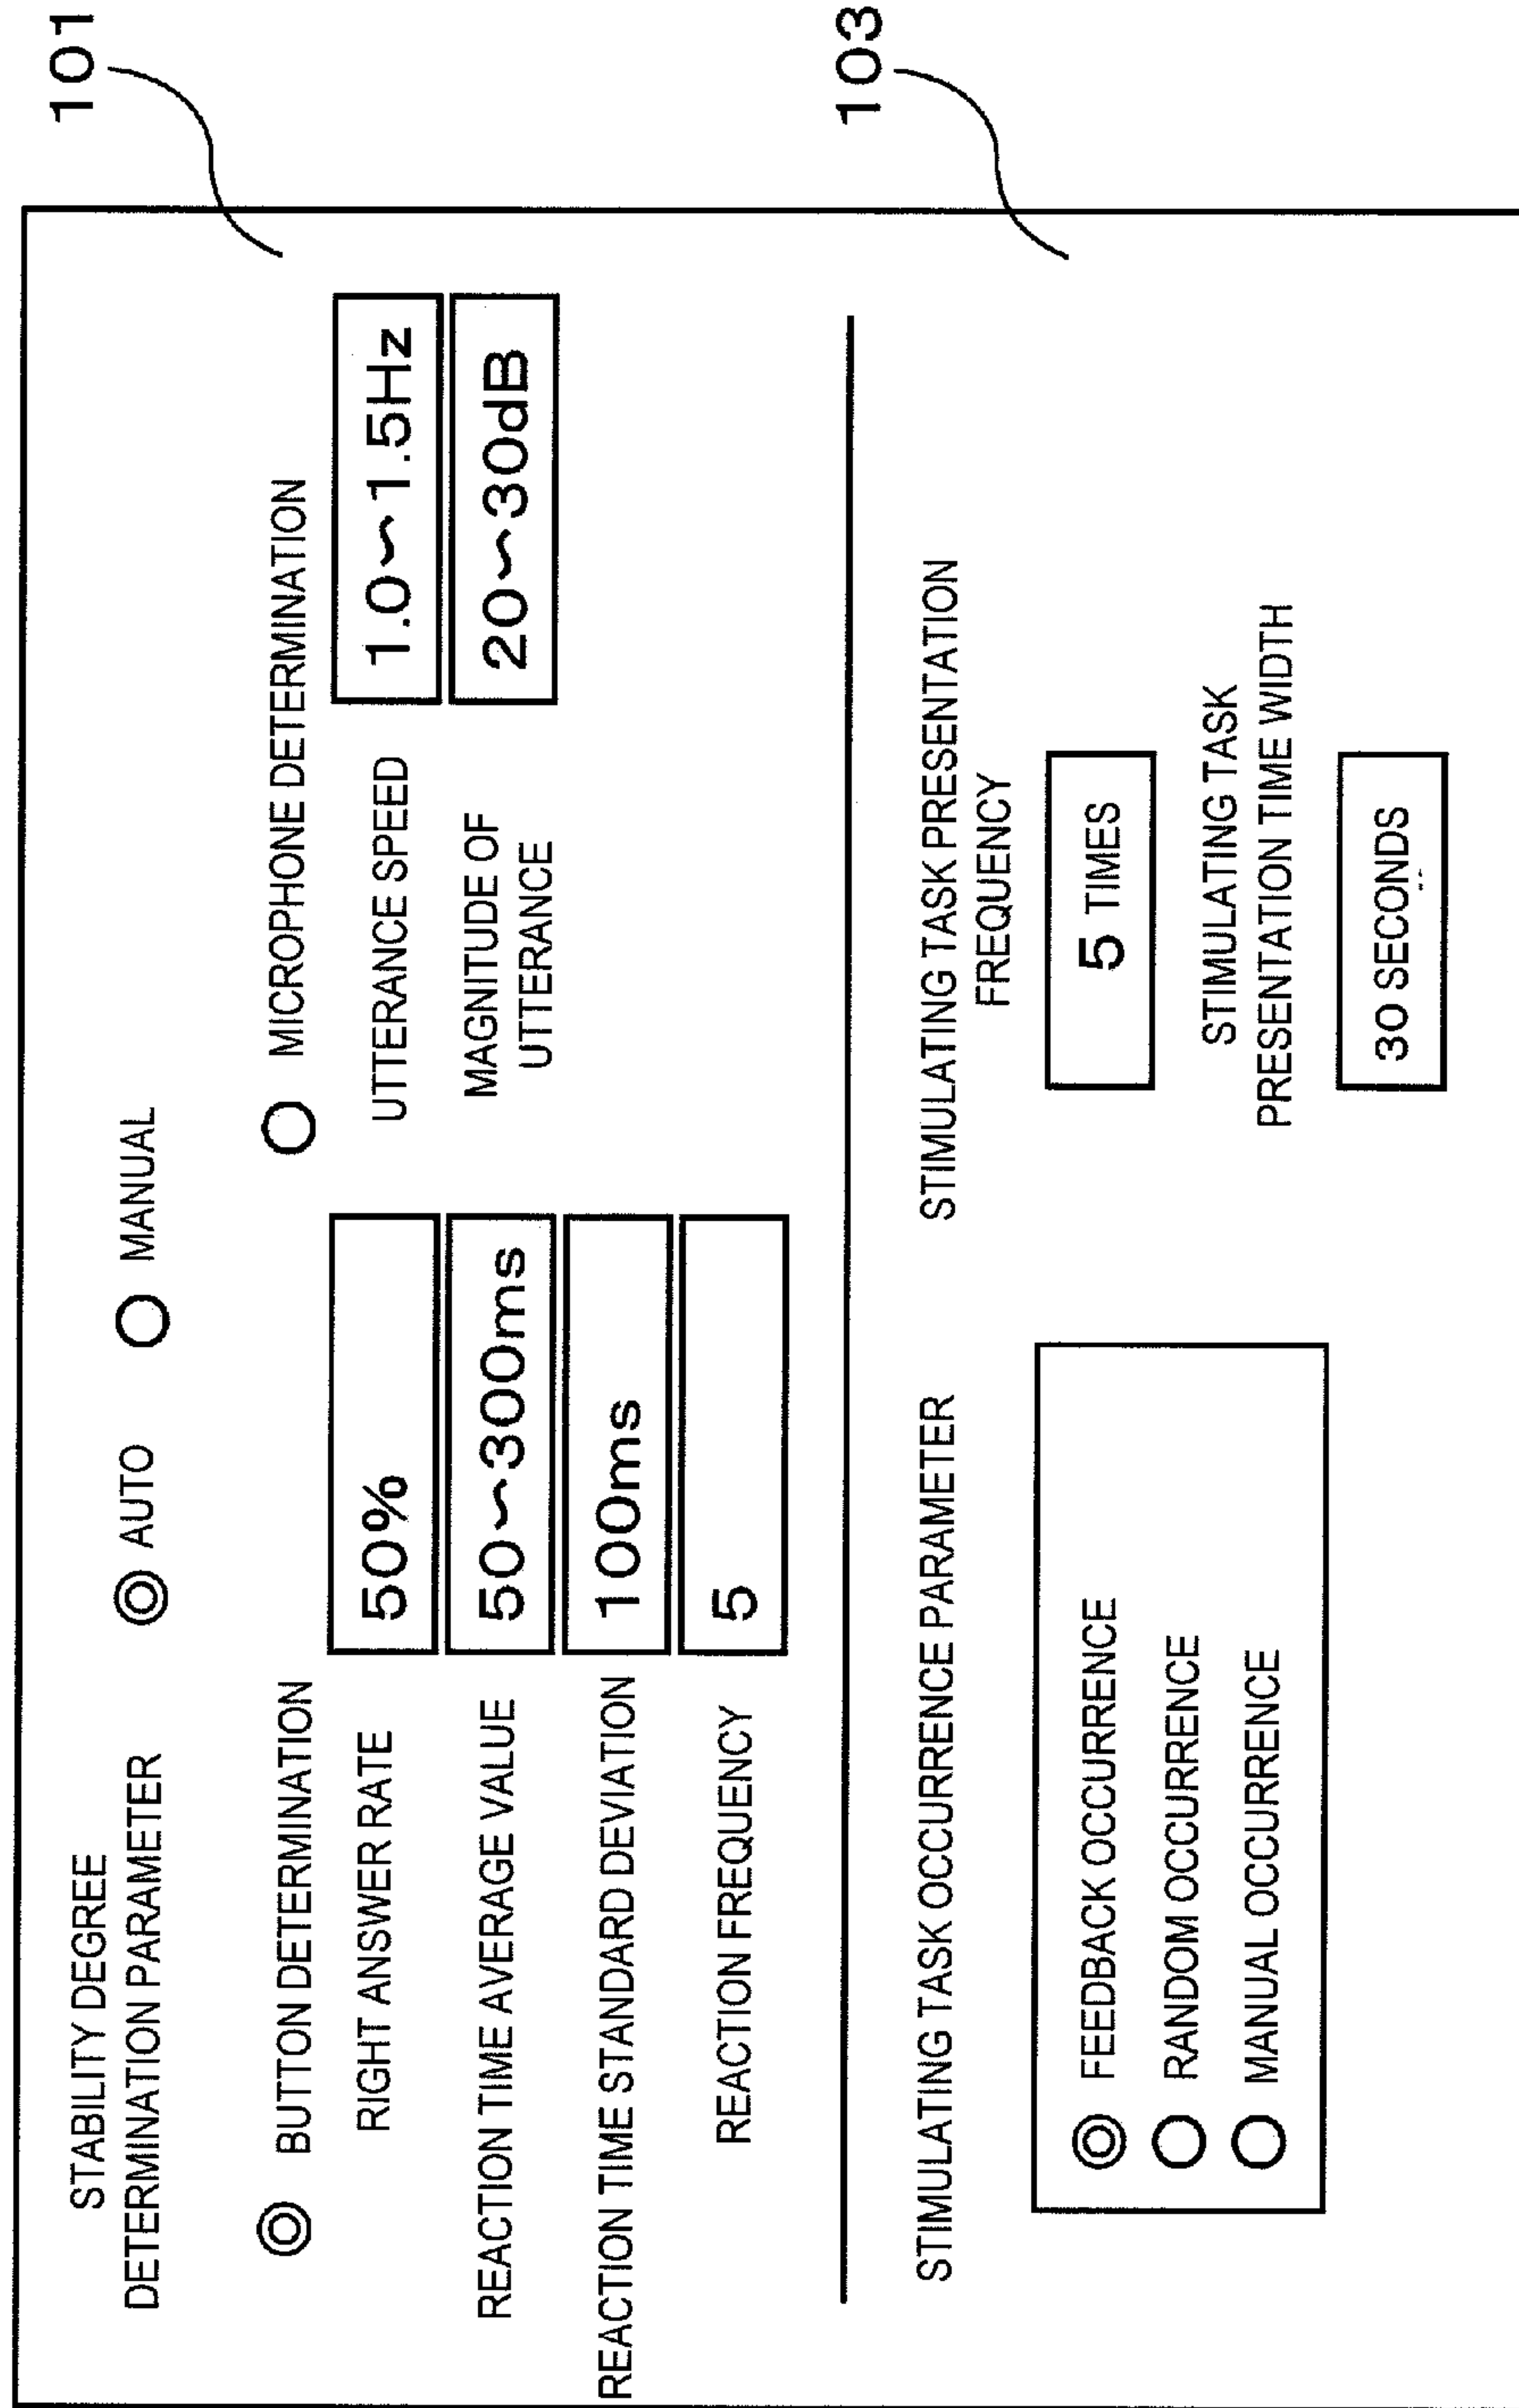 101
STABILITY DEGREE
DETERMINATION PARAMETER
AUTO
MANUAL
BUTTON DETERMINATION
MICROPHONE DETERMINATION
RIGHT ANSWER RATE
50%
UTTERANCE SPEED
1.0~1.5Hz
REACTION TIME AVERAGE VALUE
50~300ms
MAGNITUDE OF
UTTERANCE
20~30dB
REACTION TIME STANDARD DEVIATION
100ms
REACTION FREQUENCY
5
103
STIMULATING TASK OCCURRENCE PARAMETER
FEEDBACK OCCURRENCE
RANDOM OCCURRENCE
MANUAL OCCURRENCE
STIMULATING TASK PRESENTATION
FREQUENCY
5 TIMES
STIMULATING TASK
PRESENTATION TIME WIDTH
30 SECONDS